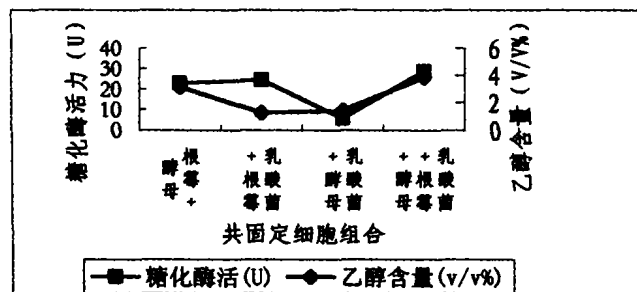 糖化酶活力(U)
40
30
20
10
0
6
4
2
0
乙醇含量(V/V%)
根霉+酵母
乳酸菌+根霉
乳酸菌+酵母
乳酸菌+根霉+酵母
共固定细胞组合
糖化酶活(U)
乙醇含量(v/v%)